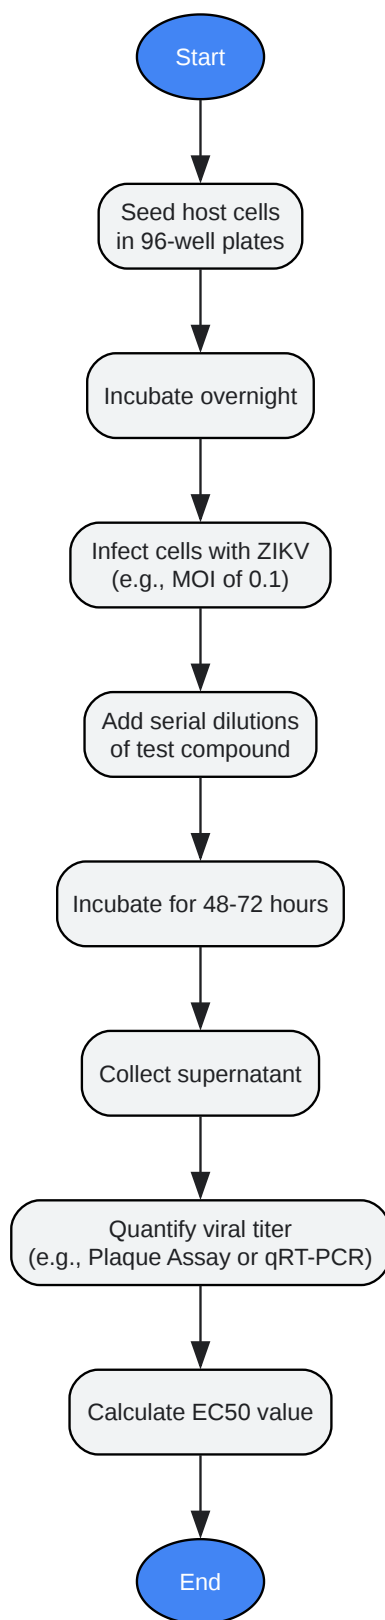 Start
Seed host cells
in 96-well plates
Incubate overnight
Infect cells with ZIKV
(e.g., MOI of 0.1)
Add serial dilutions
of test compound
Incubate for 48-72 hours
Collect supernatant
Quantify viral titer
(e.g., Plaque Assay or qRT-PCR)
Calculate EC50 value
End